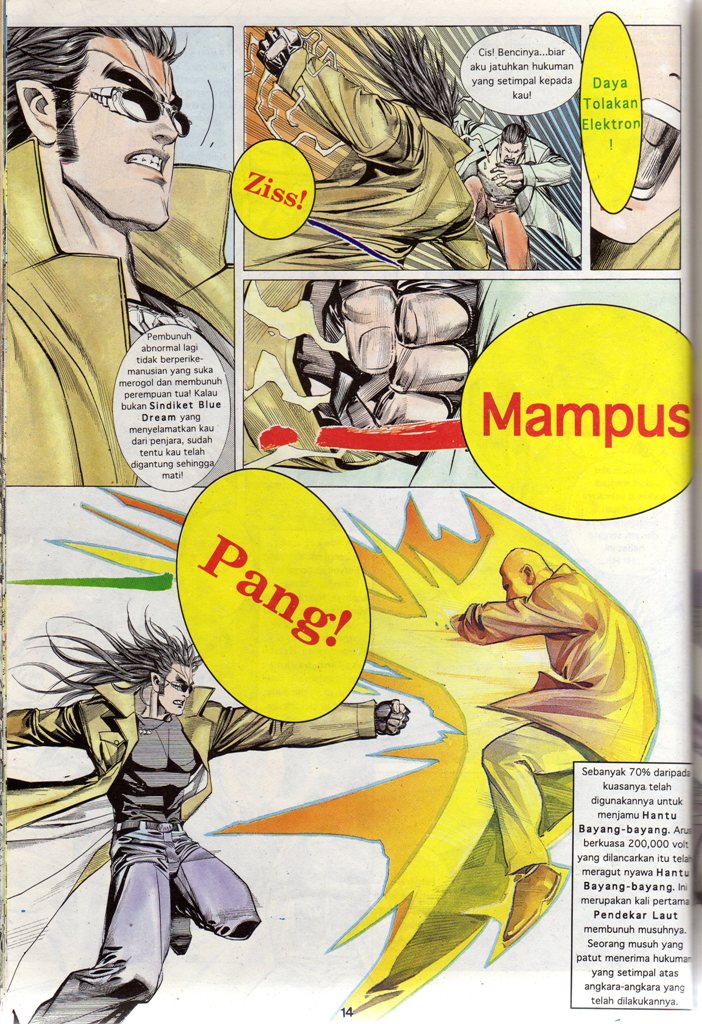 Pembunuh
abnormal lagi
tidak berperike-
manusian yang suka
merogol dan membunuh
perempuan tua! Kalau
bukan Sindiket Blue
Dream yang
menyelamatkan kau
dari penjara, sudah
tentu kau telah
digantung sehingga
mati!
Ziss!
Cis! Bencinya...biar
aku jatuhkan hukuman
yang setimpal kepada
kau!
Daya
Tolakan
Elektron
!
Mampus
Pang!
Sebanyak 70% daripada
kuasanya telah
digunakannya untuk
menjamu Hantu
Bayang-bayang. Arus
berkuasa 200,000 volt
yang dilancarkan itu telah
meragut nyawa Hantu
Bayang-bayang. Ini
merupakan kali pertama
Pendekar Laut
membunuh musuhnya.
Seorang musuh yang
patut menerima hukuman
yang setimpal atas
angkara-angkara yang
telah dilakukannya.
14